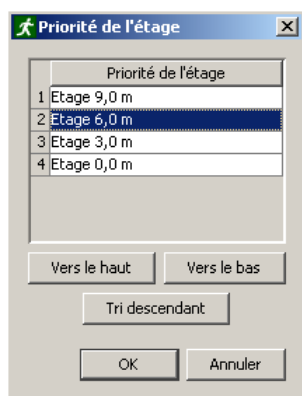 Priorité de l'étage
Priorité de l'étage
1 Etage 9,0 m
2 Etage 6,0 m
3 Etage 3,0 m
4 Etage 0,0 m
Vers le haut Vers le bas
Tri descendant
OK Annuler